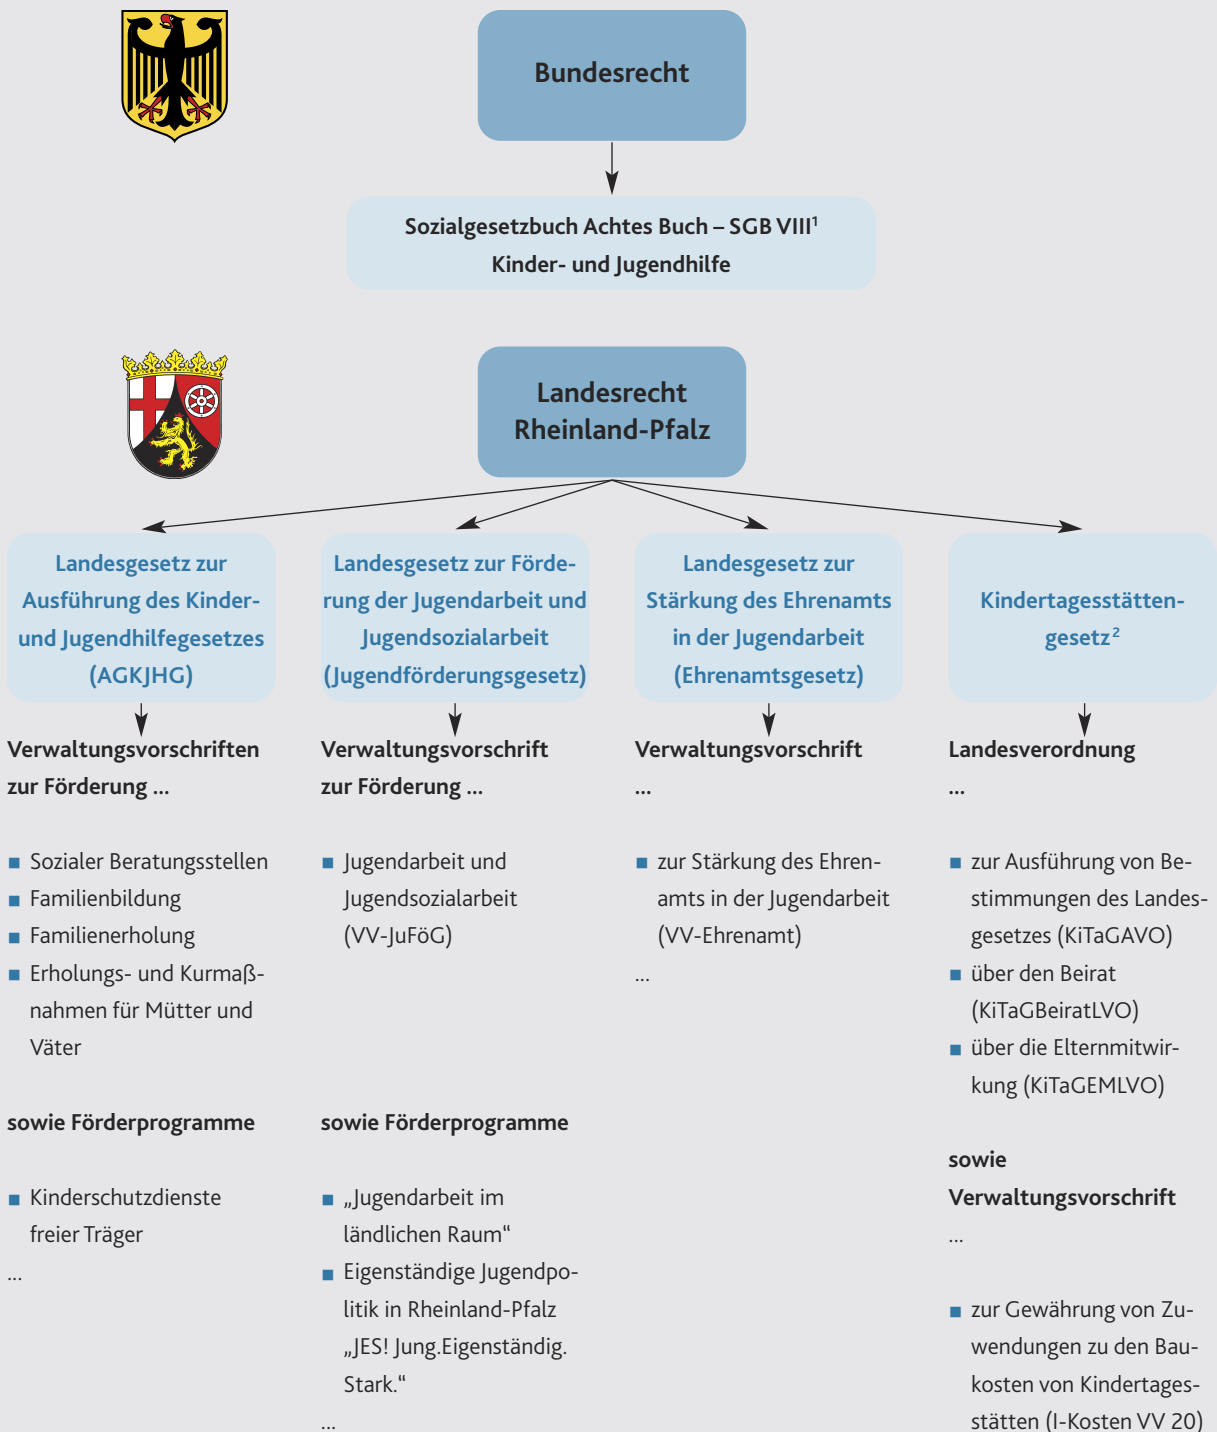 Bundesrecht
Sozialgesetzbuch Achtes Buch – SGB VIII¹
Kinder- und Jugendhilfe
Landesrecht
Rheinland-Pfalz
Landesgesetz zur
Ausführung des Kinder-
und Jugendhilfegesetzes
(AGKJHG)
Verwaltungsvorschriften
zur Förderung ...
■ Sozialer Beratungsstellen
■ Familienbildung
■ Familienerholung
■ Erholungs- und Kurmaß-
nahmen für Mütter und
Väter
sowie Förderprogramme
■ Kinderschutzdienste
freier Träger
...
Landesgesetz zur Förde-
rung der Jugendarbeit und
Jugendsozialarbeit
(Jugendförderungsgesetz)
Verwaltungsvorschrift
zur Förderung ...
■ Jugendarbeit und
Jugendsozialarbeit
(VV-JuFöG)
sowie Förderprogramme
■ „Jugendarbeit im
ländlichen Raum“
■ Eigenständige Jugendpo-
litik in Rheinland-Pfalz
„JES! Jung.Eigenständig.
Stark.“
...
Landesgesetz zur
Stärkung des Ehrenamts
in der Jugendarbeit
(Ehrenamtsgesetz)
Verwaltungsvorschrift
...
■ zur Stärkung des Ehren-
amts in der Jugendarbeit
(VV-Ehrenamt)
...
Kindertagesstätten-
gesetz²
Landesverordnung
...
■ zur Ausführung von Be-
stimmungen des Landes-
gesetzes (KiTaGAVO)
■ über den Beirat
(KiTaGBeiratLVO)
■ über die Elternmitwir-
kung (KiTaGEMLVO)
sowie
Verwaltungsvorschrift
...
■ zur Gewährung von Zu-
wendungen zu den Bau-
kosten von Kindertages-
stätten (I-Kosten VV 20)